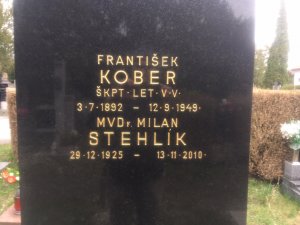 FRANTIŠEK
KOBER
ŠKPT·LET·V·V·
3·7·1892 - 12·9·1949·
MVDr. MILAN
STEHLÍK
29·12·1925 - 13·11·2010·